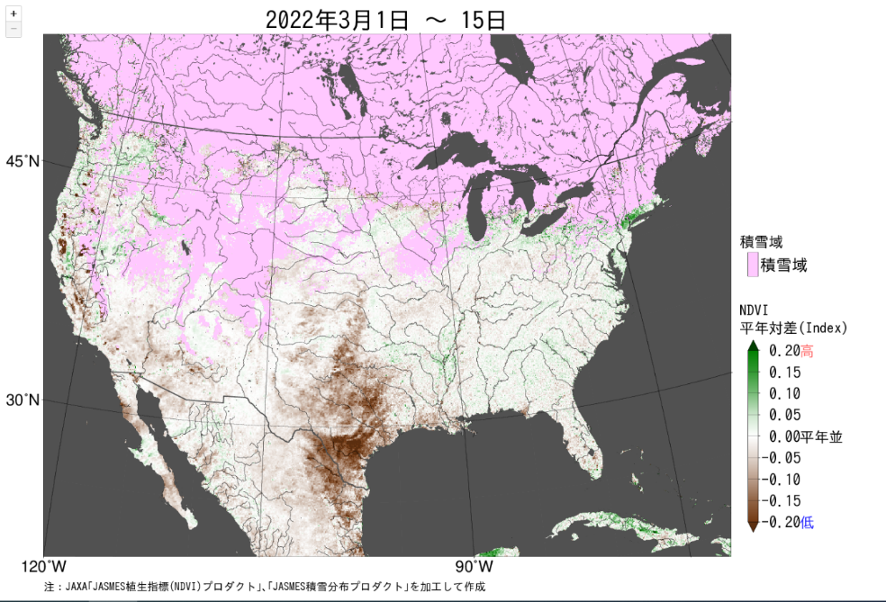 +
−
2022年3月1日 ～ 15日
45°N
30°N
120°W
90°W
積雪域
積雪域
NDVI
平年対差(Index)
0.20高
0.15
0.10
0.05
0.00平年並
-0.05
-0.10
-0.15
-0.20低
注：JAXA「JASMES植生指標(NDVI)プロダクト」、「JASMES積雪分布プロダクト」を加工して作成